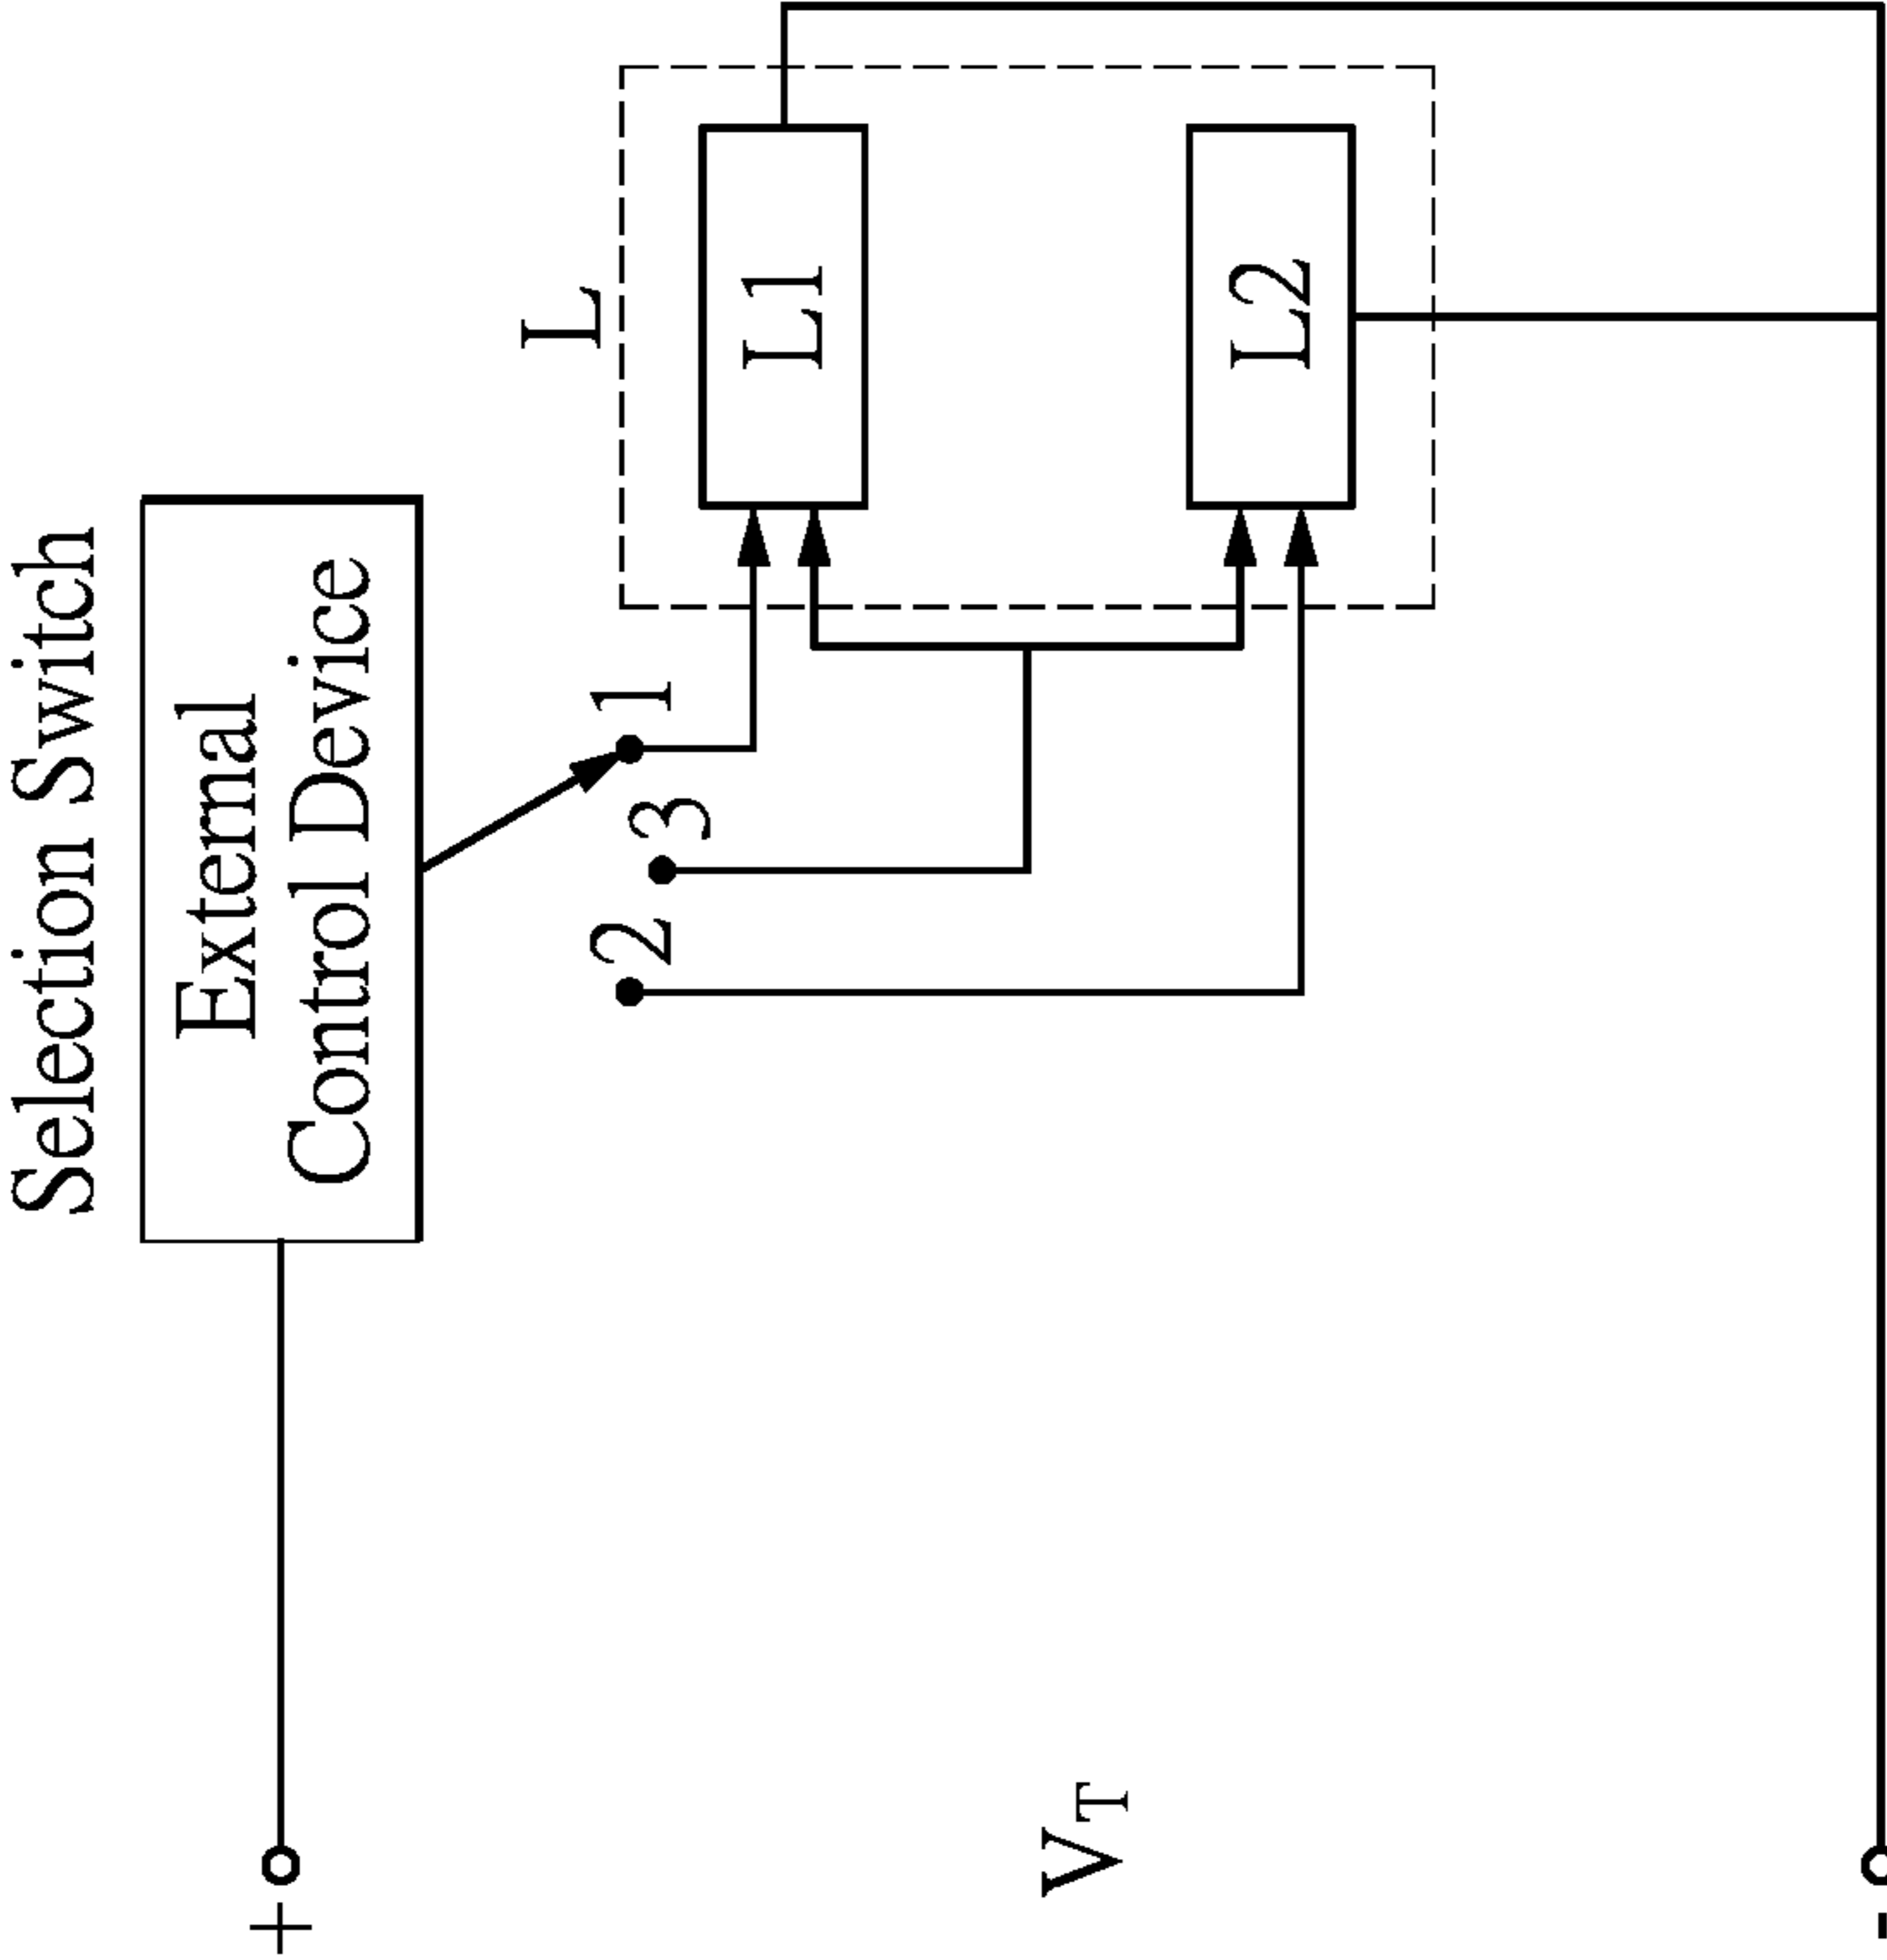 Selection Switch
External
Control Device
+
1
3
2
L
L1
L2
VT
-